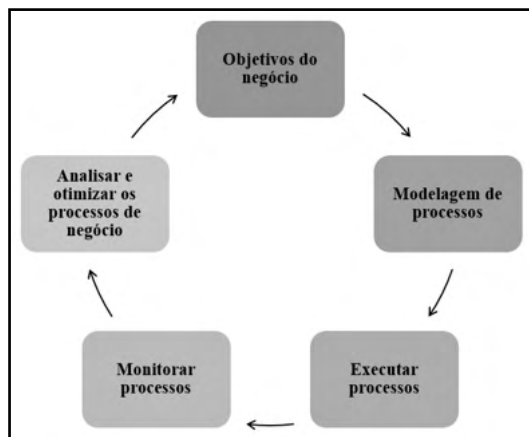 Objetivos do
negócio
Modelagem de
processos
Executar
processos
Monitorar
processos
Analisar e
otimizar os
processos de
negócio